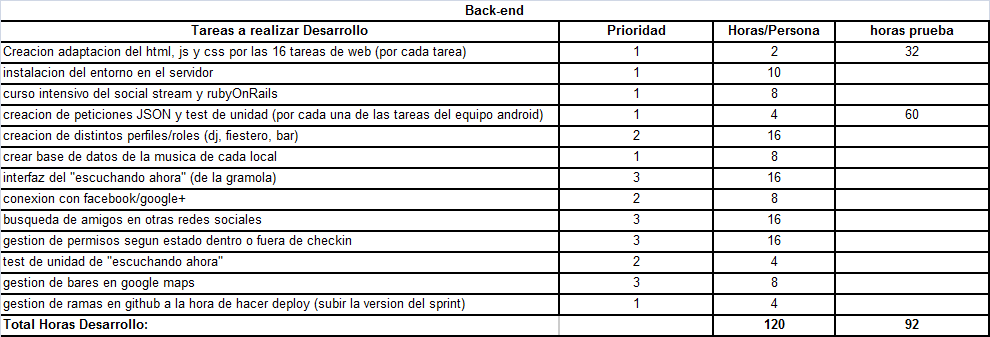 Back-end
Tareas a realizar Desarrollo Prioridad Horas/Persona horas prueba
Creacion adaptacion del html, js y css por las 16 tareas de web (por cada tarea) 1 2 32
instalacion del entorno en el servidor 1 10
curso intensivo del social stream y rubyOnRails 1 8
creacion de peticiones JSON y test de unidad (por cada una de las tareas del equipo android) 1 4 60
creacion de distintos perfiles/roles (dj, fiestero, bar) 2 16
crear base de datos de la musica de cada local 1 8
interfaz del "escuchando ahora" (de la gramola) 3 16
conexion con facebook/google+ 2 8
busqueda de amigos en otras redes sociales 3 16
gestion de permisos segun estado dentro o fuera de checkin 3 16
test de unidad de "escuchando ahora" 2 4
gestion de bares en google maps 3 8
gestion de ramas en github a la hora de hacer deploy (subir la version del sprint) 1 4
Total Horas Desarrollo: 120 92